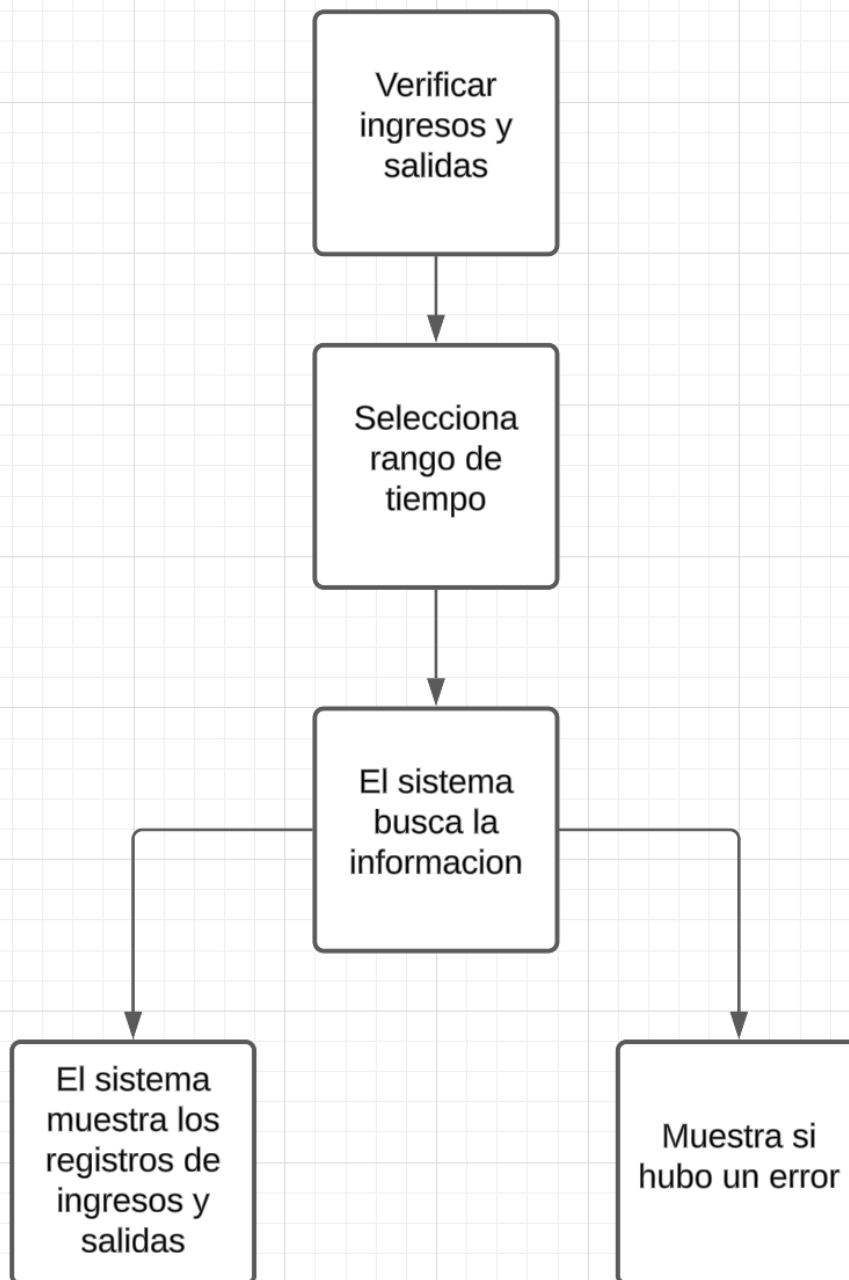 Verificar
ingresos y
salidas
Selecciona
rango de
tiempo
El sistema
busca la
informacion
El sistema
muestra los
registros de
ingresos y
salidas
Muestra si
hubo un error